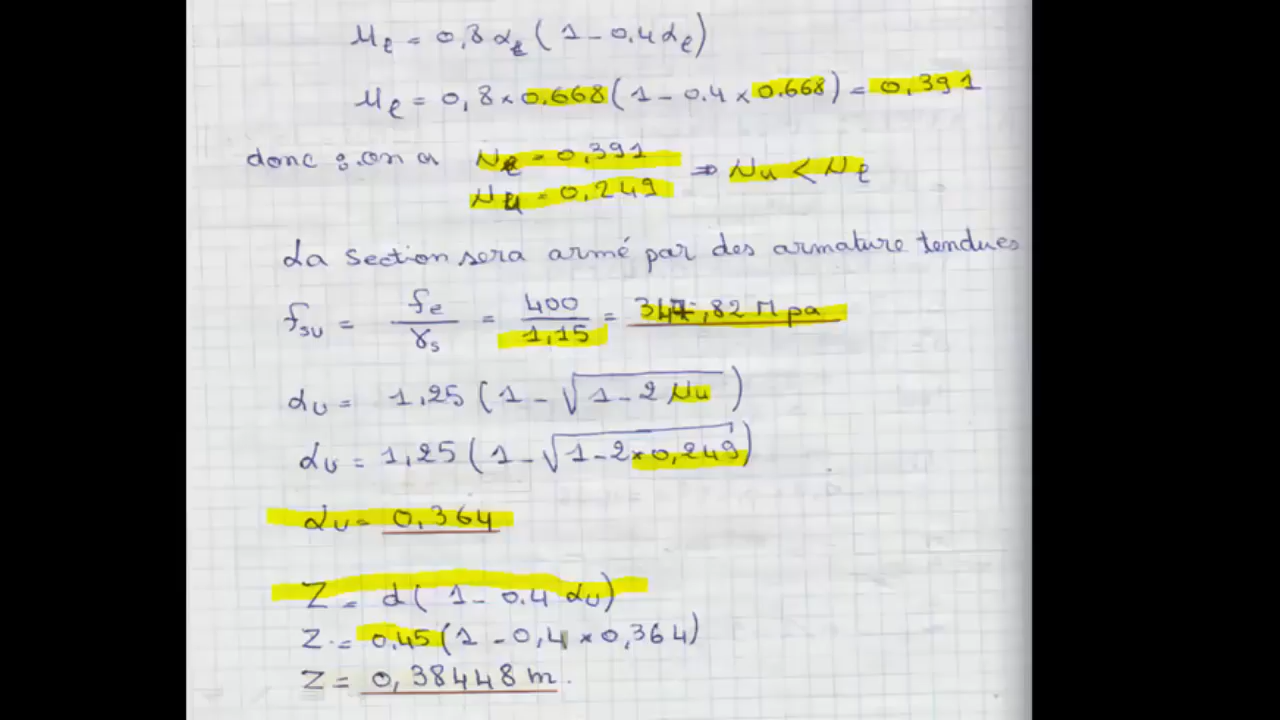 μℓ = 0,8 αℓ ( 1 - 0.4 αℓ )
μℓ = 0,8 × 0.668 ( 1 - 0.4 × 0.668 ) = 0,391
donc : on a μℓ = 0,391 ⇒ μu < μℓ
μu = 0,249
La section sera armé par des armature tendues
fsu = fe / γs = 400 / 1,15 = 347,82 Mpa
αu = 1,25 ( 1 - √(1 - 2 μu) )
αu = 1,25 ( 1 - √(1 - 2 × 0,249) )
αu = 0,364
Z = d ( 1 - 0.4 αu )
Z = 0.45 ( 1 - 0,4 × 0,364 )
Z = 0,38448 m.